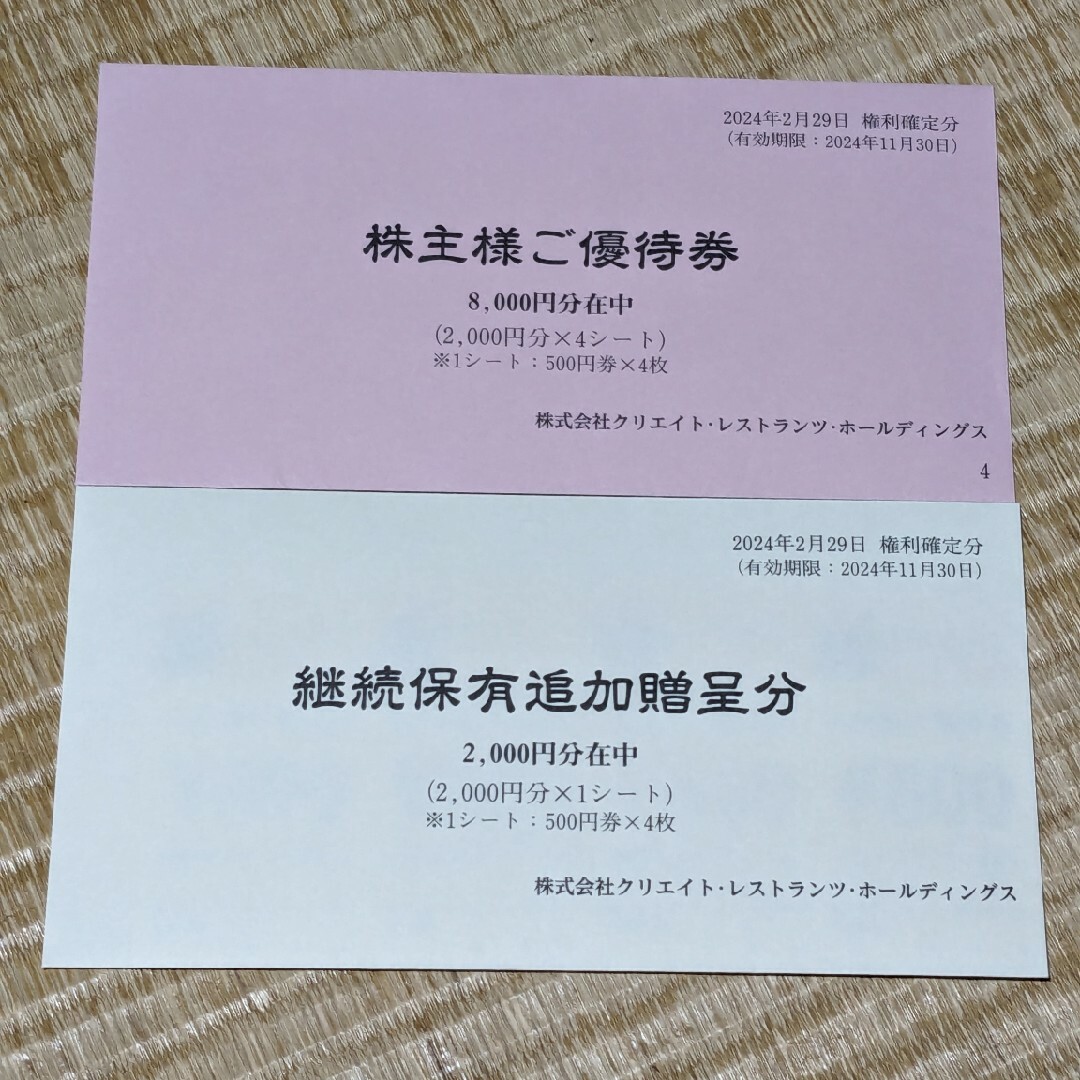 2024年2月29日 権利確定分
(有効期限：2024年11月30日)
株主様ご優待券
8,000円分在中
(2,000円分×4シート)
※1シート：500円券×4枚
株式会社クリエイト・レストランツ・ホールディングス
4
2024年2月29日 権利確定分
(有効期限：2024年11月30日)
継続保有追加贈呈分
2,000円分在中
(2,000円分×1シート)
※1シート：500円券×4枚
株式会社クリエイト・レストランツ・ホールディングス